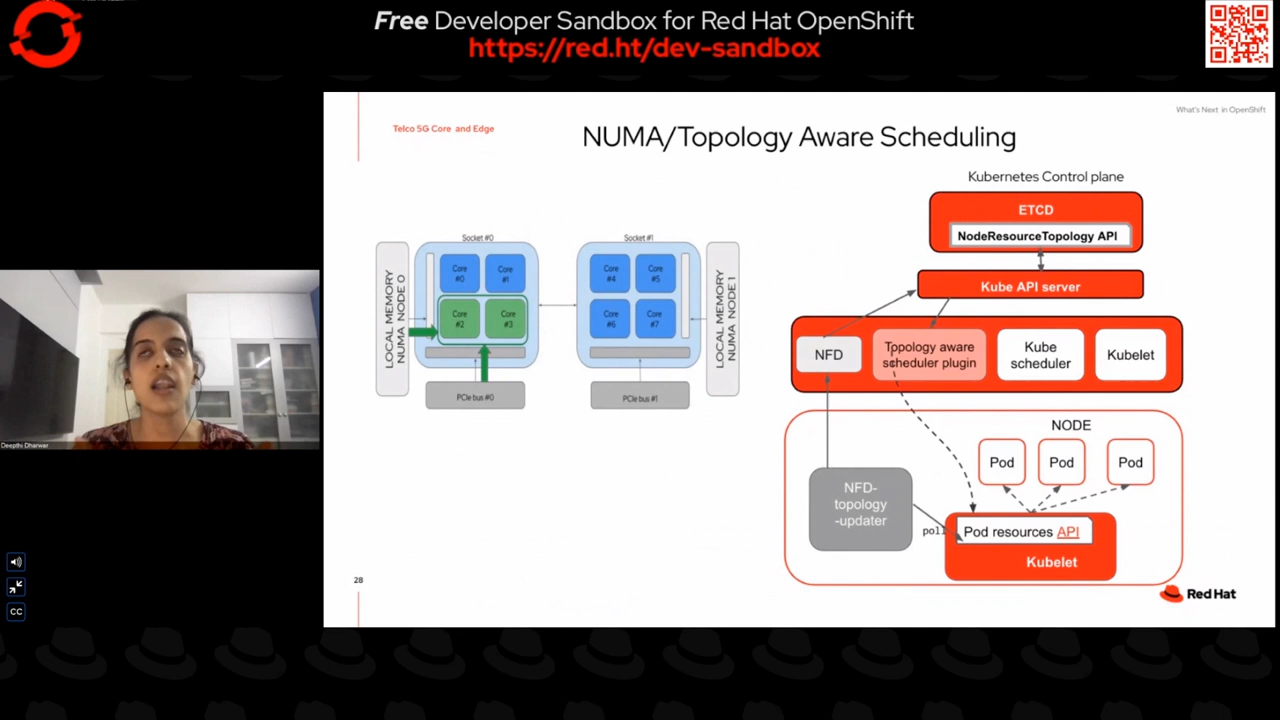 Free Developer Sandbox for Red Hat OpenShift
https://red.ht/dev-sandbox
What's Next in OpenShift
Telco 5G Core and Edge
NUMA/Topology Aware Scheduling
Kubernetes Control plane
ETCD
NodeResourceTopology API
Kube API server
NFD
Topology aware
scheduler plugin
Kube
scheduler
Kubelet
NODE
Pod
Pod
Pod
NFD-
topology
-updater
poll
Pod resources API
Kubelet
Socket #0
Socket #1
LOCAL MEMORY
NUMA NODE 0
Core
#0
Core
#1
Core
#2
Core
#3
PCIe bus #0
Core
#4
Core
#5
Core
#6
Core
#7
PCIe bus #1
LOCAL MEMORY
NUMA NODE 1
Deepthi Dharwar
CC
28
Red Hat